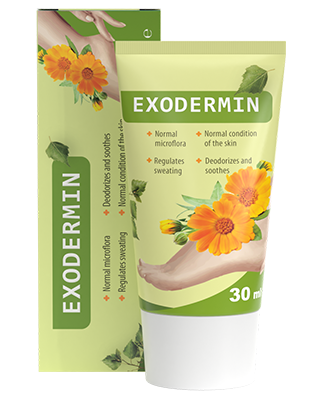 EXODERMIN
+ Normal
microflora
+ Normal condition
of the skin
+ Regulates
sweating
+ Deodorizes and
soothes
30 ml
EXODERMIN
+ Normal microflora
+ Regulates sweating
+ Deodorizes and soothes
+ Normal condition of the skin
e